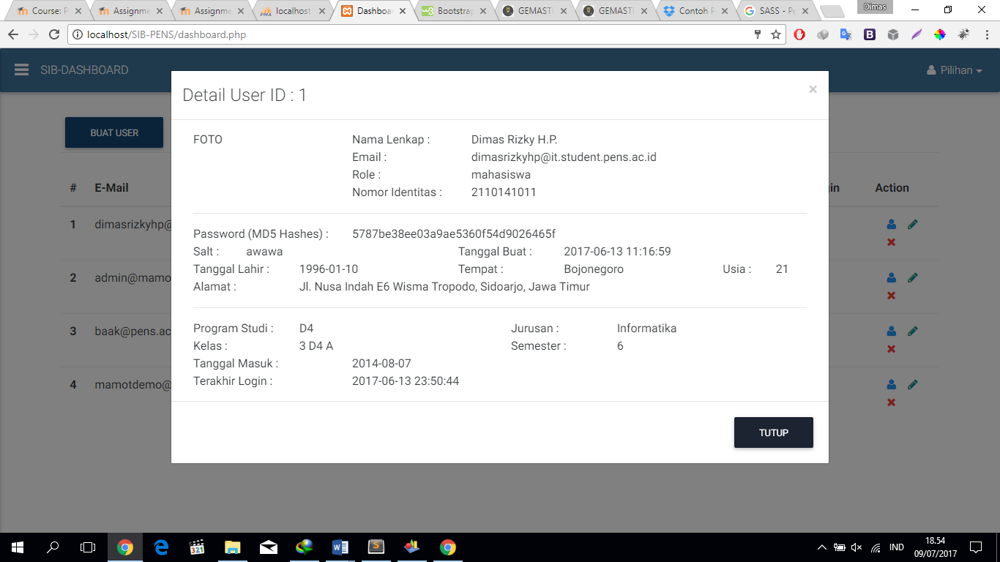 Course: P
Assignme
Assignme
localhost
Dashboar
Bootstrap
GEMASTI
GEMASTI
Contoh P
SASS - Pe
Dimas
localhost/SIB-PENS/dashboard.php
SIB-DASHBOARD
Pilihan
Detail User ID : 1
×
BUAT USER
FOTO
Nama Lenkap : Dimas Rizky H.P.
Email : dimasrizkyhp@it.student.pens.ac.id
Role : mahasiswa
Nomor Identitas : 2110141011
# E-Mail in Action
1 dimasrizkyhp@
2 admin@mamo
3 baak@pens.ac
4 mamotdemo@
Password (MD5 Hashes) : 5787be38ee03a9ae5360f54d9026465f
Salt : awawa Tanggal Buat : 2017-06-13 11:16:59
Tanggal Lahir : 1996-01-10 Tempat : Bojonegoro Usia : 21
Alamat : Jl. Nusa Indah E6 Wisma Tropodo, Sidoarjo, Jawa Timur
Program Studi : D4 Jurusan : Informatika
Kelas : 3 D4 A Semester : 6
Tanggal Masuk : 2014-08-07
Terakhir Login : 2017-06-13 23:50:44
TUTUP
IND
18.54
09/07/2017